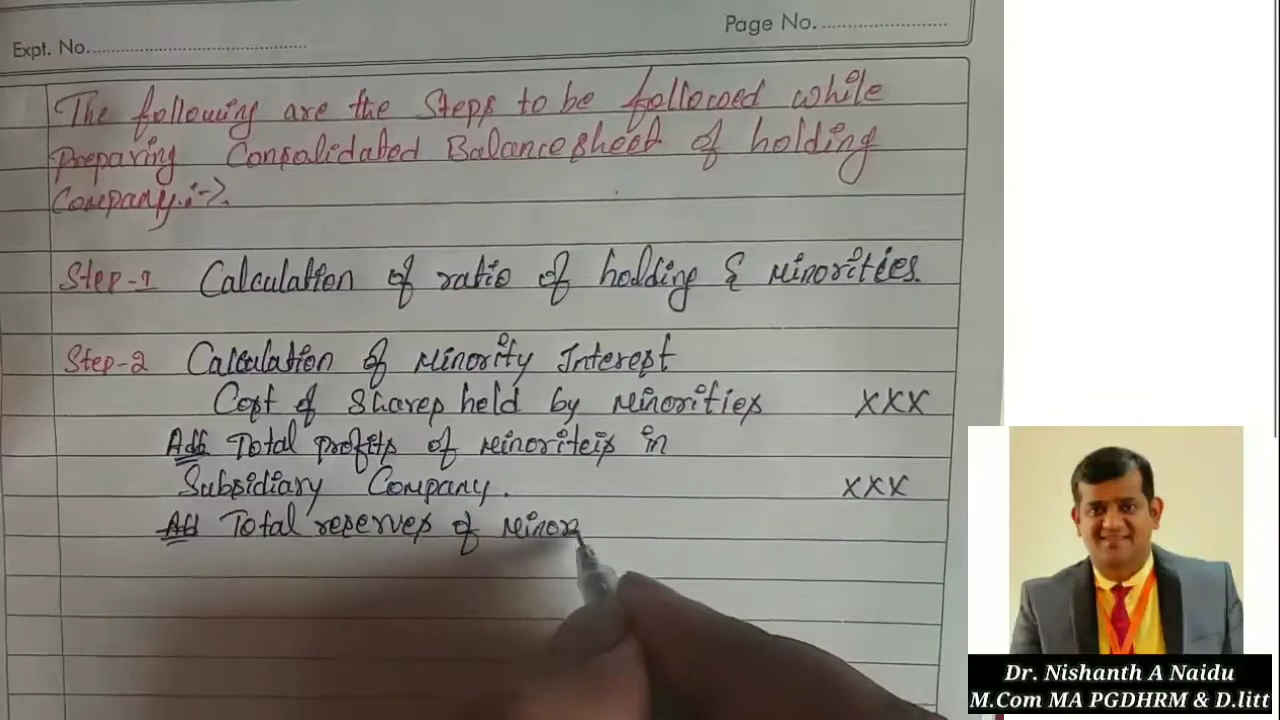 Expt. No.
Page No.
The following are the Steps to be followed while
Preparing Consolidated Balancesheet of holding
Company:->.
Step-1 Calculation of ratio of holding & Minorities.
Step-2 Calculation of Minority Interest
Cost of Shares held by Minorities XXX
Add Total profits of Minoriteis in
Subsidiary Company. XXX
Add Total reserves of Minor
Dr. Nishanth A Naidu
M.Com MA PGDHRM & D.litt